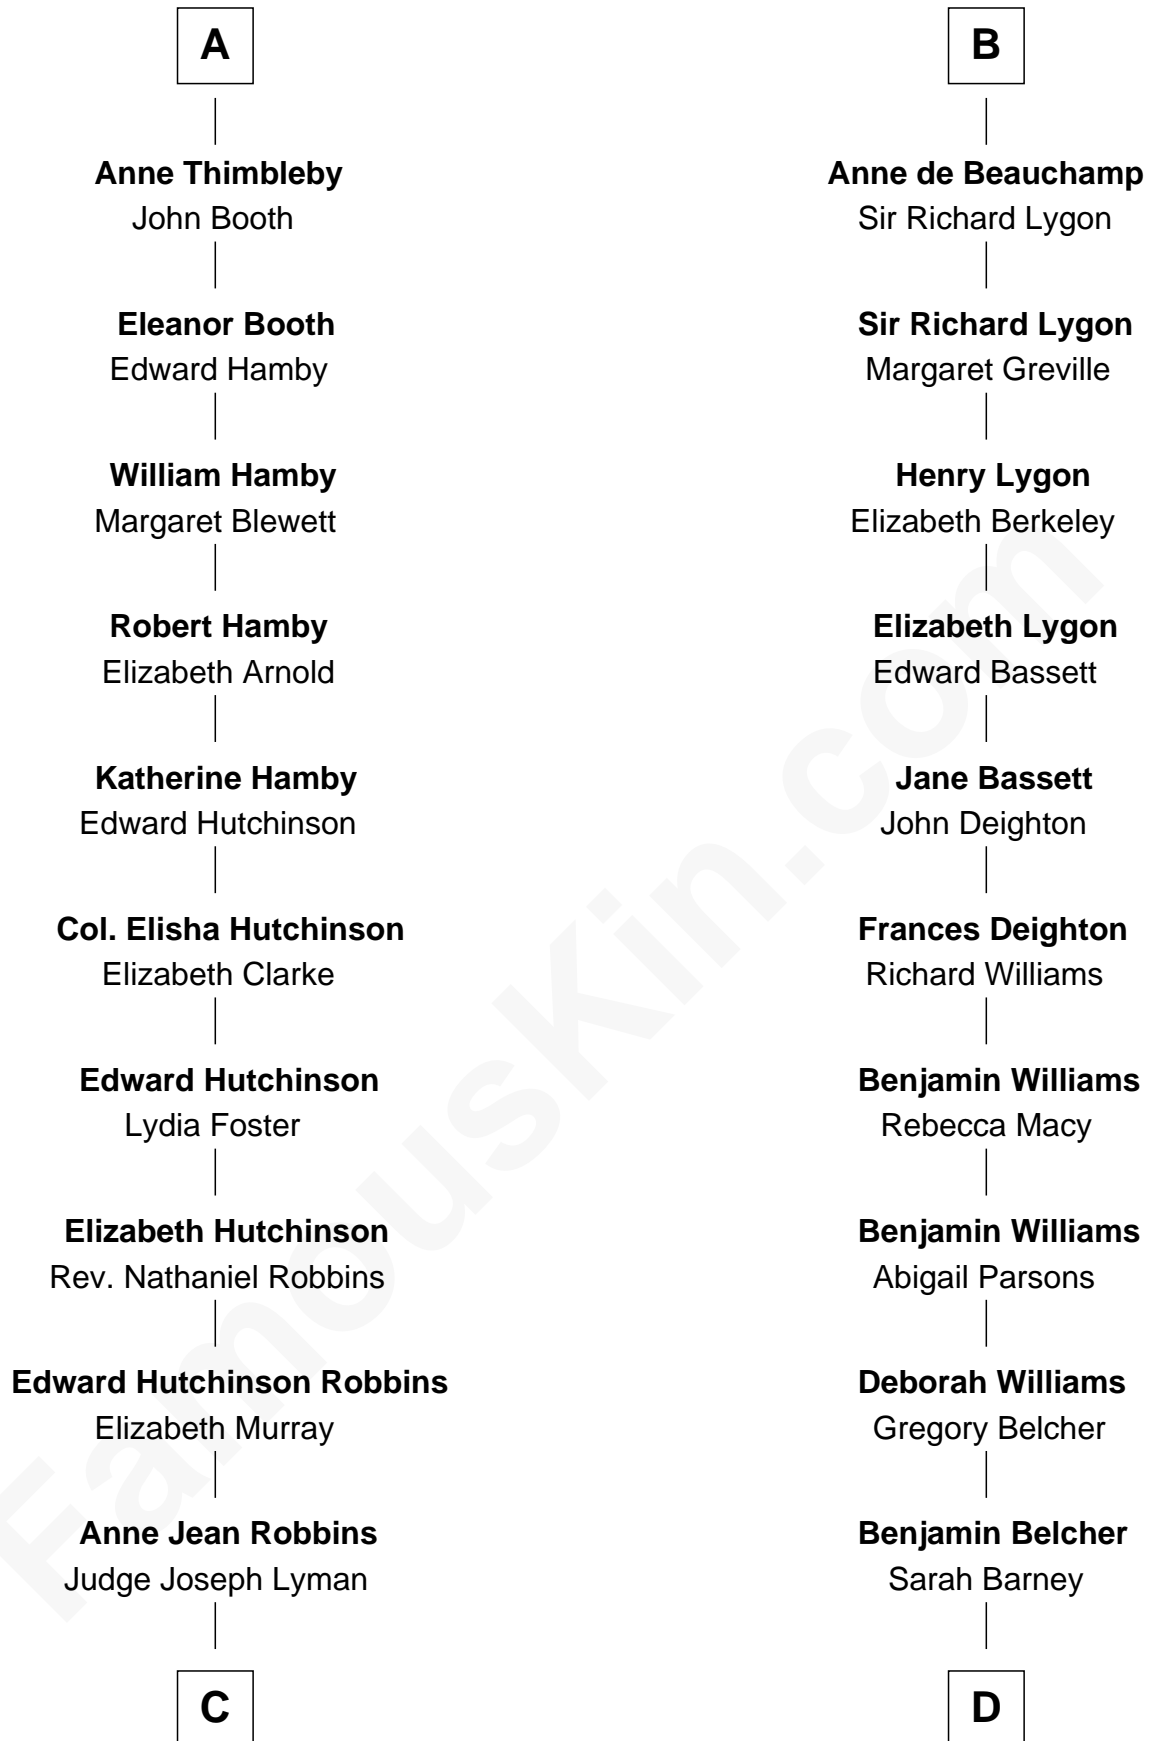 A
Anne Thimbleby
John Booth
Eleanor Booth
Edward Hamby
William Hamby
Margaret Blewett
Robert Hamby
Elizabeth Arnold
Katherine Hamby
Edward Hutchinson
Col. Elisha Hutchinson
Elizabeth Clarke
Edward Hutchinson
Lydia Foster
Elizabeth Hutchinson
Rev. Nathaniel Robbins
Edward Hutchinson Robbins
Elizabeth Murray
Anne Jean Robbins
Judge Joseph Lyman
C
B
Anne de Beauchamp
Sir Richard Lygon
Sir Richard Lygon
Margaret Greville
Henry Lygon
Elizabeth Berkeley
Elizabeth Lygon
Edward Bassett
Jane Bassett
John Deighton
Frances Deighton
Richard Williams
Benjamin Williams
Rebecca Macy
Benjamin Williams
Abigail Parsons
Deborah Williams
Gregory Belcher
Benjamin Belcher
Sarah Barney
D
FamousKin.com